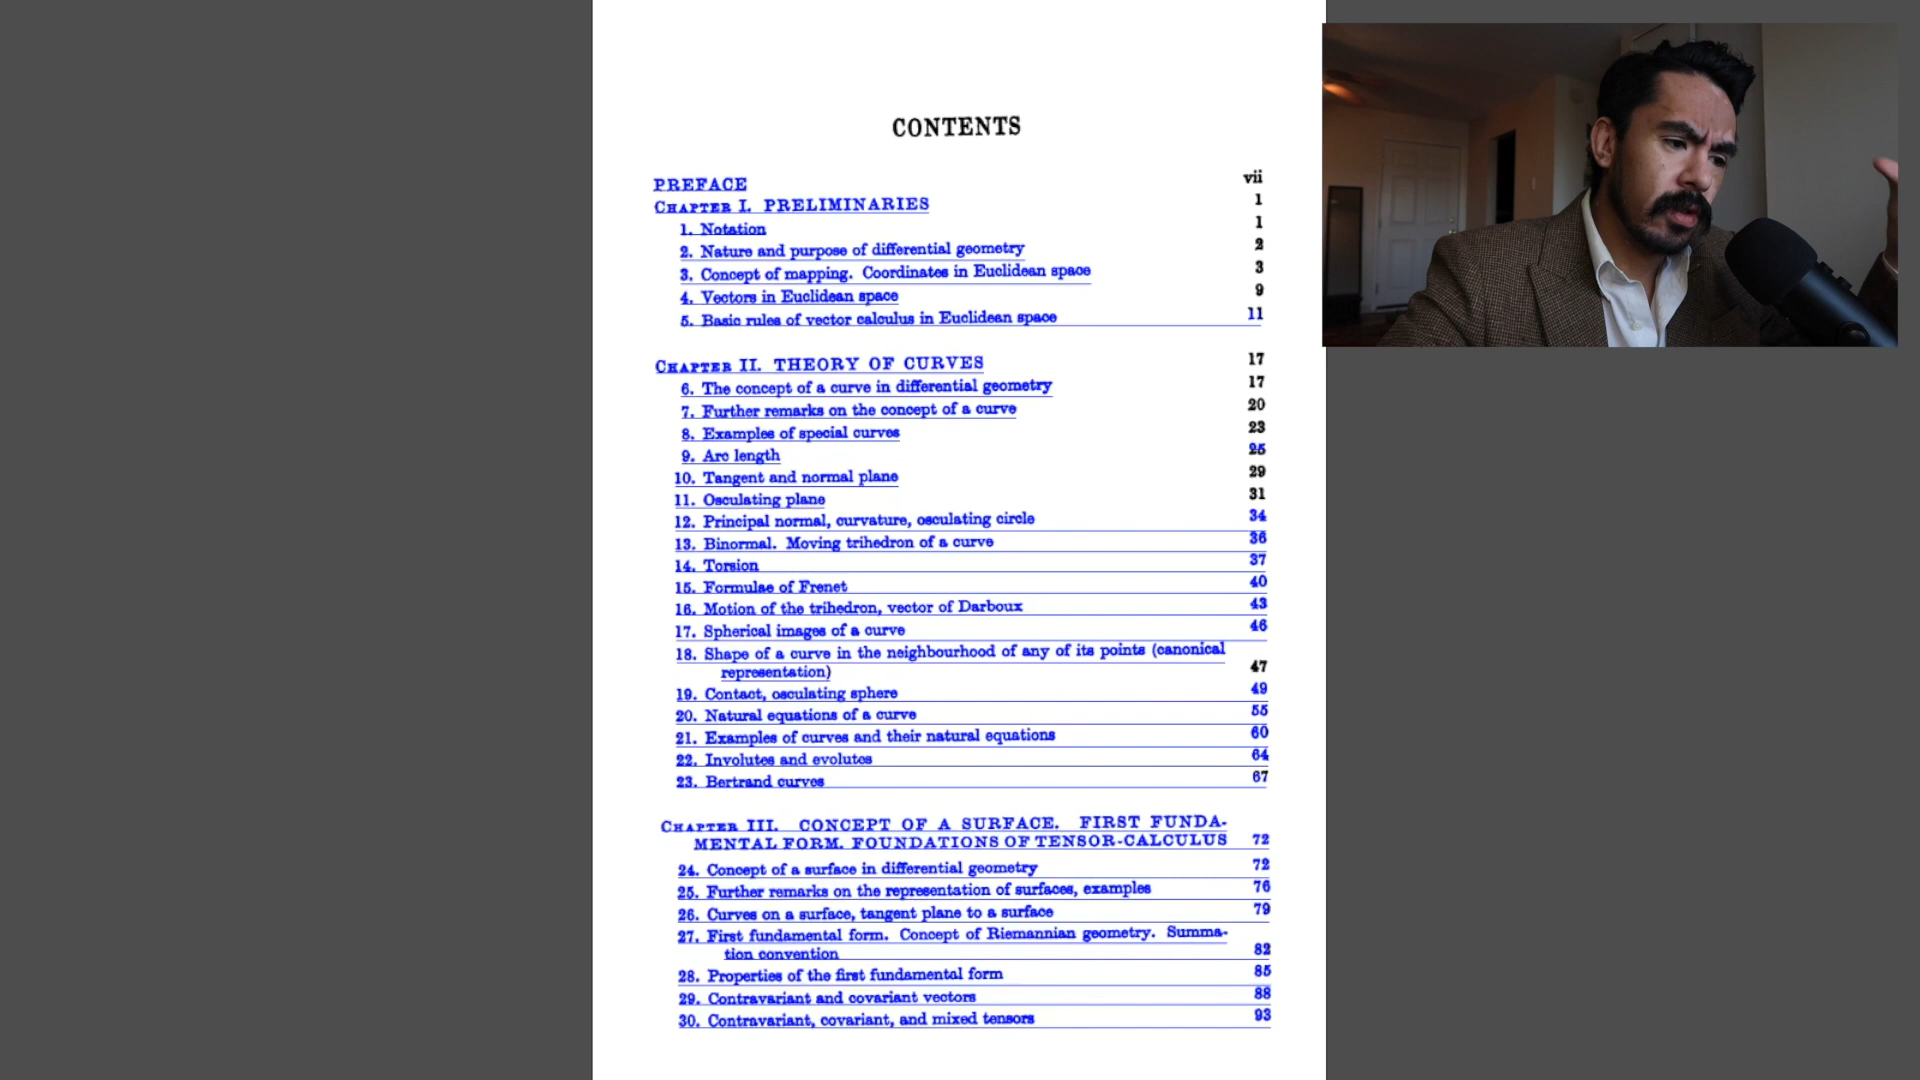 CONTENTS
PREFACE vii
CHAPTER I. PRELIMINARIES 1
1. Notation 1
2. Nature and purpose of differential geometry 2
3. Concept of mapping. Coordinates in Euclidean space 3
4. Vectors in Euclidean space 9
5. Basic rules of vector calculus in Euclidean space 11
CHAPTER II. THEORY OF CURVES 17
6. The concept of a curve in differential geometry 17
7. Further remarks on the concept of a curve 20
8. Examples of special curves 23
9. Arc length 25
10. Tangent and normal plane 29
11. Osculating plane 31
12. Principal normal, curvature, osculating circle 34
13. Binormal. Moving trihedron of a curve 36
14. Torsion 37
15. Formulae of Frenet 40
16. Motion of the trihedron, vector of Darboux 43
17. Spherical images of a curve 46
18. Shape of a curve in the neighbourhood of any of its points (canonical
representation) 47
19. Contact, osculating sphere 49
20. Natural equations of a curve 55
21. Examples of curves and their natural equations 60
22. Involutes and evolutes 64
23. Bertrand curves 67
CHAPTER III. CONCEPT OF A SURFACE. FIRST FUNDA-
MENTAL FORM. FOUNDATIONS OF TENSOR-CALCULUS 72
24. Concept of a surface in differential geometry 72
25. Further remarks on the representation of surfaces, examples 76
26. Curves on a surface, tangent plane to a surface 79
27. First fundamental form. Concept of Riemannian geometry. Summa-
tion convention 82
28. Properties of the first fundamental form 85
29. Contravariant and covariant vectors 88
30. Contravariant, covariant, and mixed tensors 93